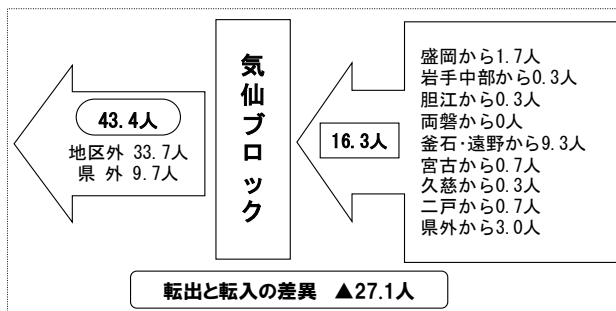 43.4人
地区外 33.7人
県 外 9.7人
気仙ブロック
16.3人
盛岡から1.7人
岩手中部から0.3人
胆江から0.3人
両磐から0人
釜石･遠野から9.3人
宮古から0.7人
久慈から0.3人
二戸から0.7人
県外から3.0人
転出と転入の差異 ▲27.1人